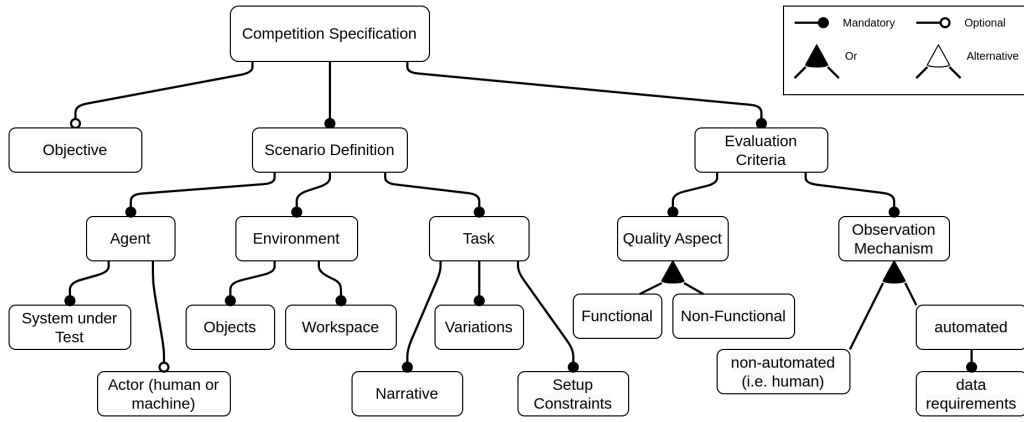 Competition Specification
Mandatory
Optional
Or
Alternative
Objective
Scenario Definition
Evaluation
Criteria
Agent
Environment
Task
Quality Aspect
Observation
Mechanism
System under
Test
Objects
Workspace
Variations
Functional
Non-Functional
automated
Actor (human or
machine)
Narrative
Setup
Constraints
non-automated
(i.e. human)
data
requirements